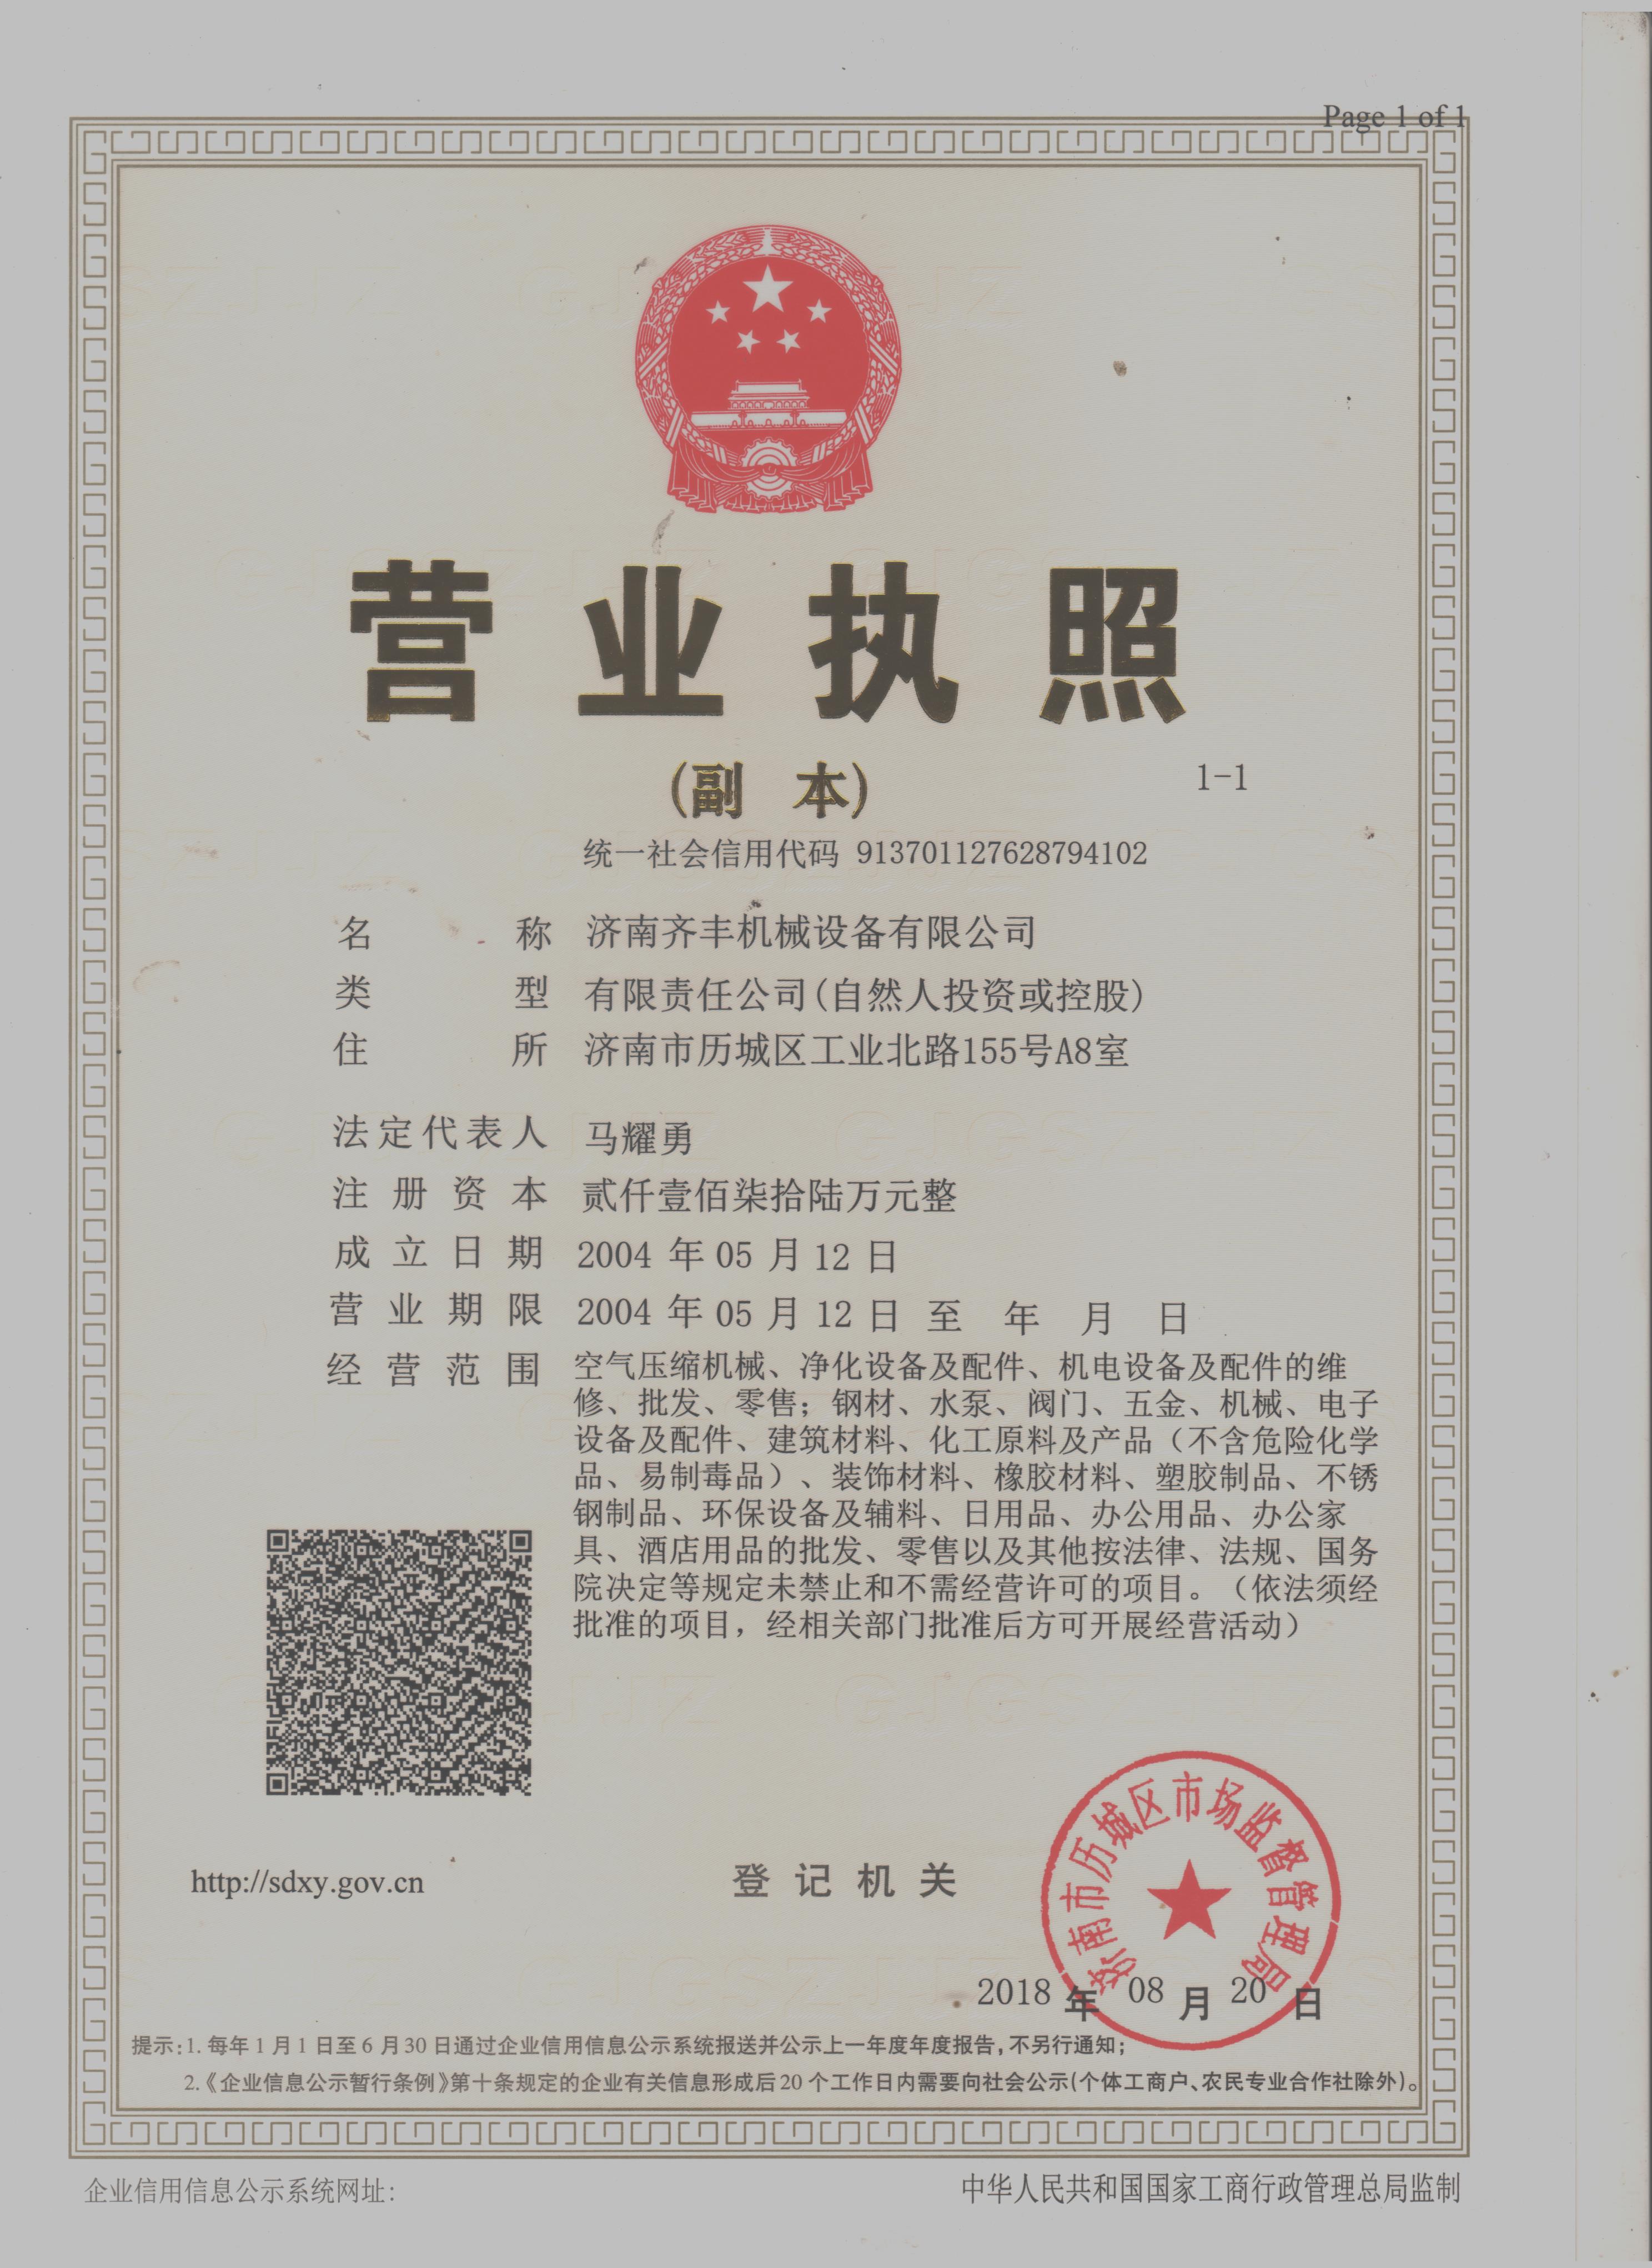 Page 1 of 1
营业执照
(副 本)
1-1
统一社会信用代码 913701127628794102
名 称 济南齐丰机械设备有限公司
类 型 有限责任公司(自然人投资或控股)
住 所 济南市历城区工业北路155号A8室
法定代表人 马耀勇
注册资本 贰仟壹佰柒拾陆万元整
成立日期 2004 年 05 月 12 日
营业期限 2004 年 05 月 12 日 至 年 月 日
经营范围 空气压缩机械、净化设备及配件、机电设备及配件的维
修、批发、零售；钢材、水泵、阀门、五金、机械、电子
设备及配件、建筑材料、化工原料及产品（不含危险化学
品、易制毒品）、装饰材料、橡胶材料、塑胶制品、不锈
钢制品、环保设备及辅料、日用品、办公用品、办公家
具、酒店用品的批发、零售以及其他按法律、法规、国务
院决定等规定未禁止和不需经营许可的项目。（依法须经
批准的项目，经相关部门批准后方可开展经营活动）
济南市历城区市场监督管理局
http://sdxy.gov.cn
登记机关
2018 年 08 月 20 日
提示:1. 每年1月1日至6月30日通过企业信用信息公示系统报送并公示上一年度年度报告,不另行通知;
2.《企业信息公示暂行条例》第十条规定的企业有关信息形成后20个工作日内需要向社会公示(个体工商户、农民专业合作社除外)。
企业信用信息公示系统网址:
中华人民共和国国家工商行政管理总局监制